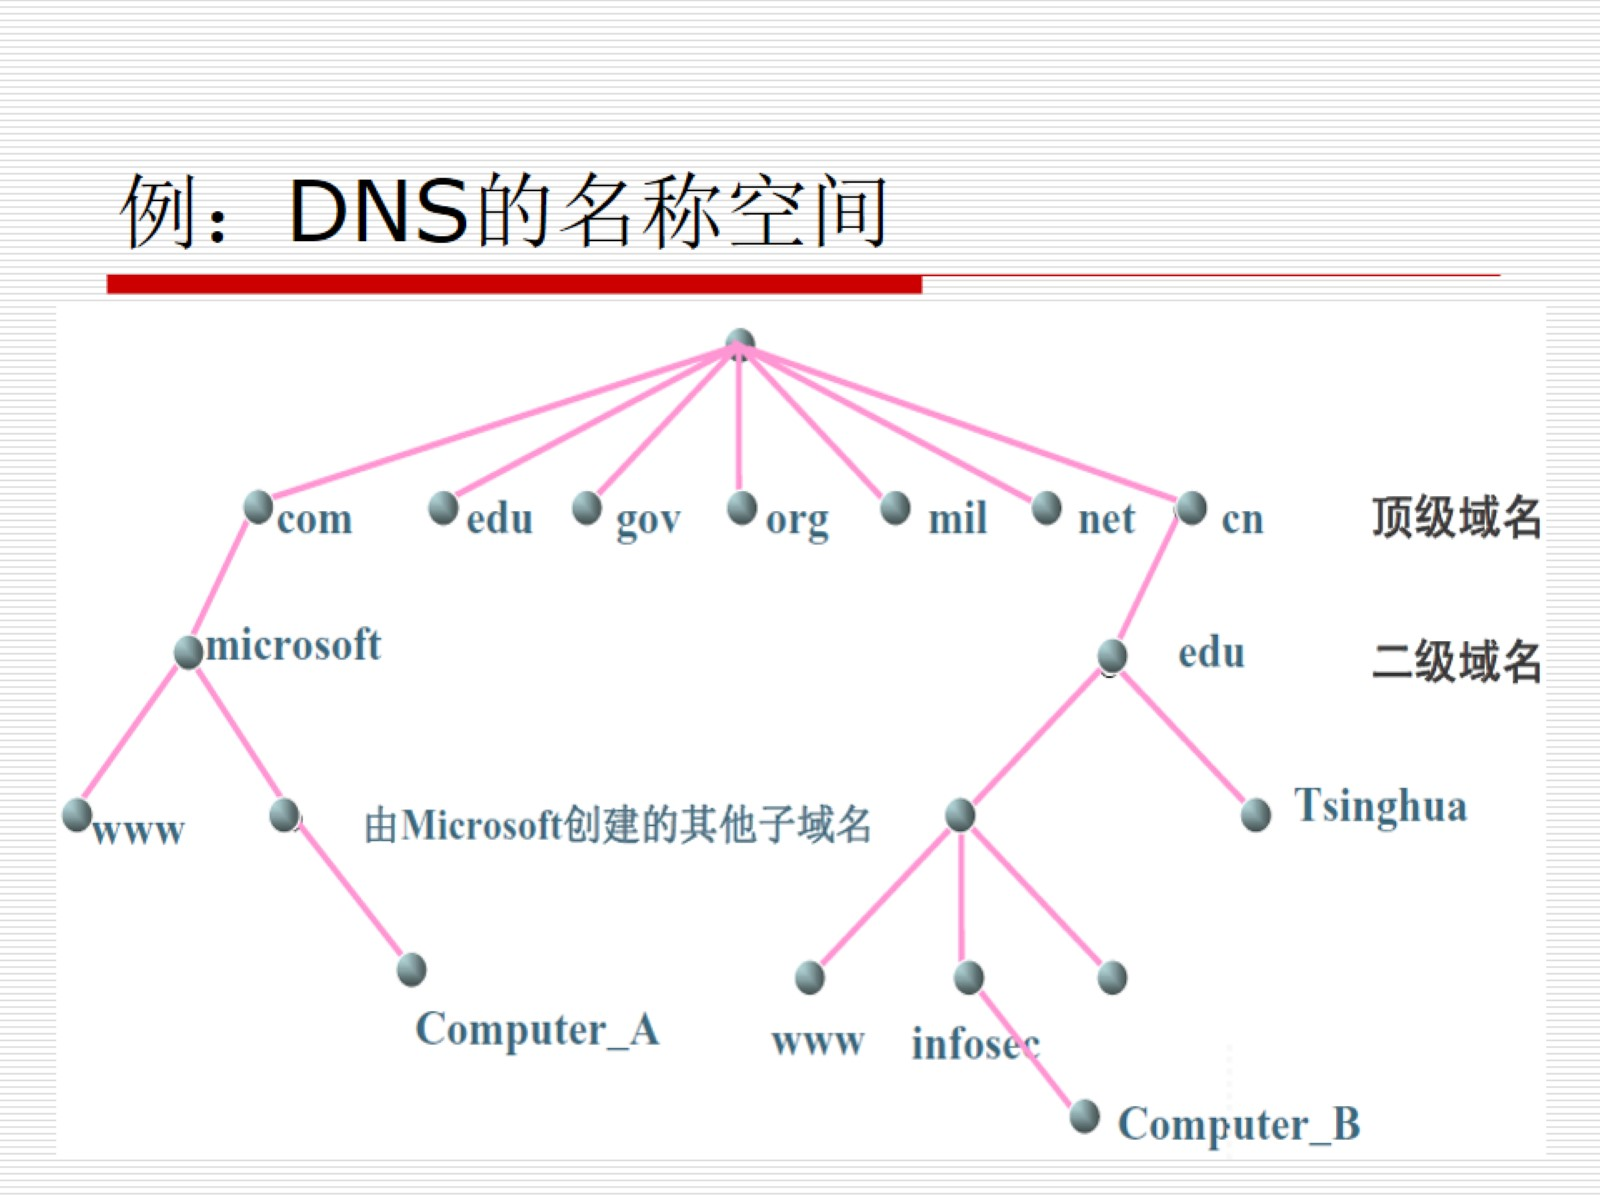 例：DNS的名称空间
com edu gov org mil net cn 顶级域名
microsoft edu 二级域名
www 由Microsoft创建的其他子域名 Tsinghua
Computer_A www infosec
Computer_B